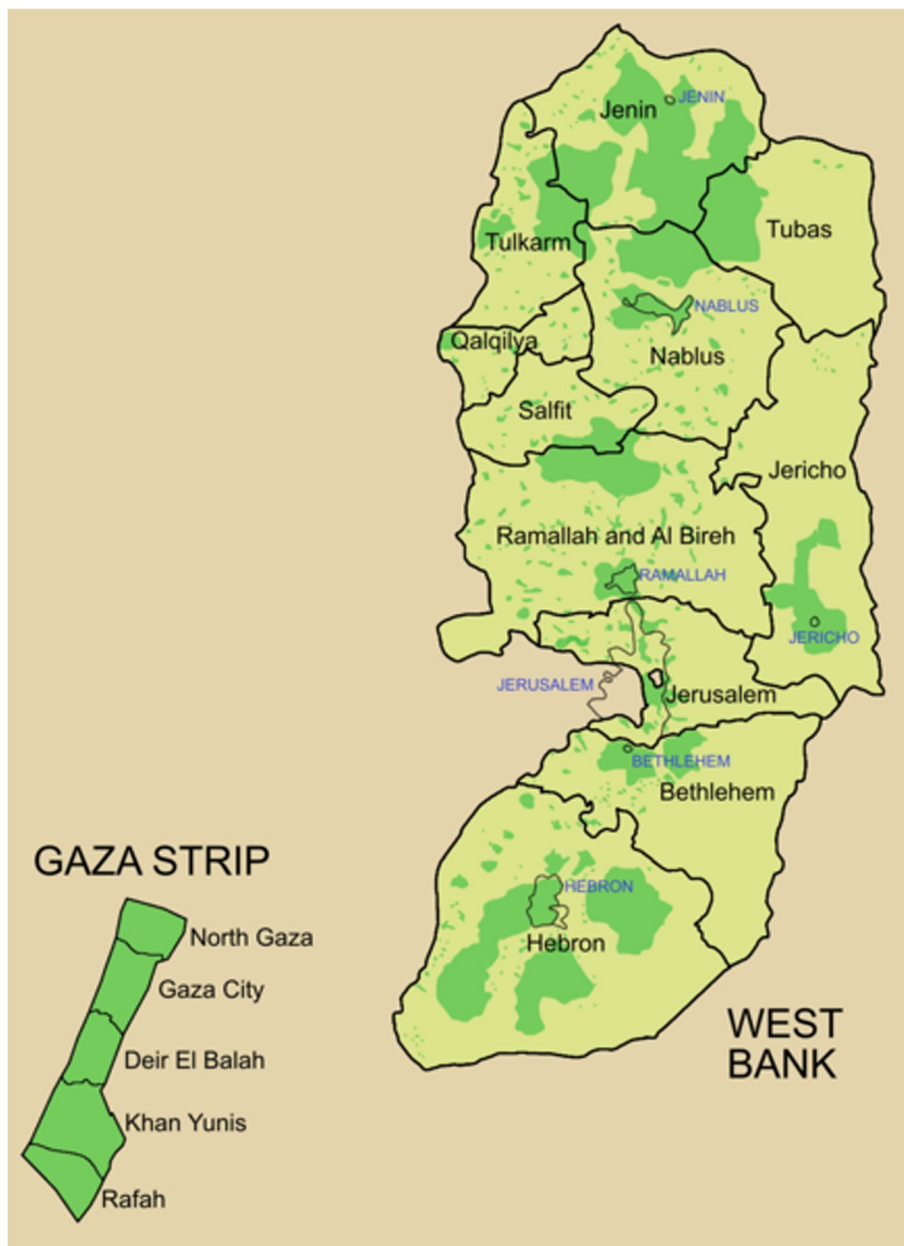 Jenin
JENIN
Tubas
Tulkarm
NABLUS
Qalqilya
Nablus
Salfit
Jericho
Ramallah and Al Bireh
RAMALLAH
JERICHO
JERUSALEM
Jerusalem
BETHLEHEM
Bethlehem
HEBRON
Hebron
GAZA STRIP
North Gaza
Gaza City
Deir El Balah
Khan Yunis
Rafah
WEST
BANK